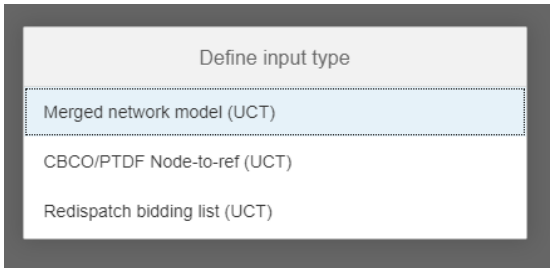 Define input type
Merged network model (UCT)
CBCO/PTDF Node-to-ref (UCT)
Redispatch bidding list (UCT)